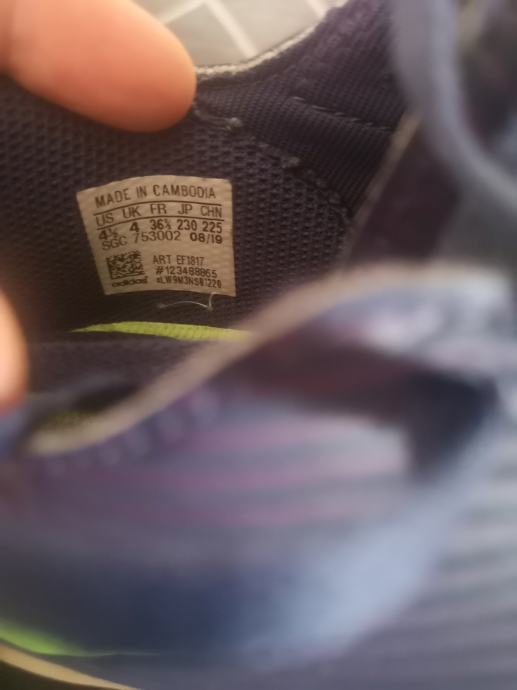 MADE IN CAMBODIA
US UK FR JP CHN
4½ 4 36⅔ 230 225
SGC 753002 08/19
ART EF1817
#123488865
adidas